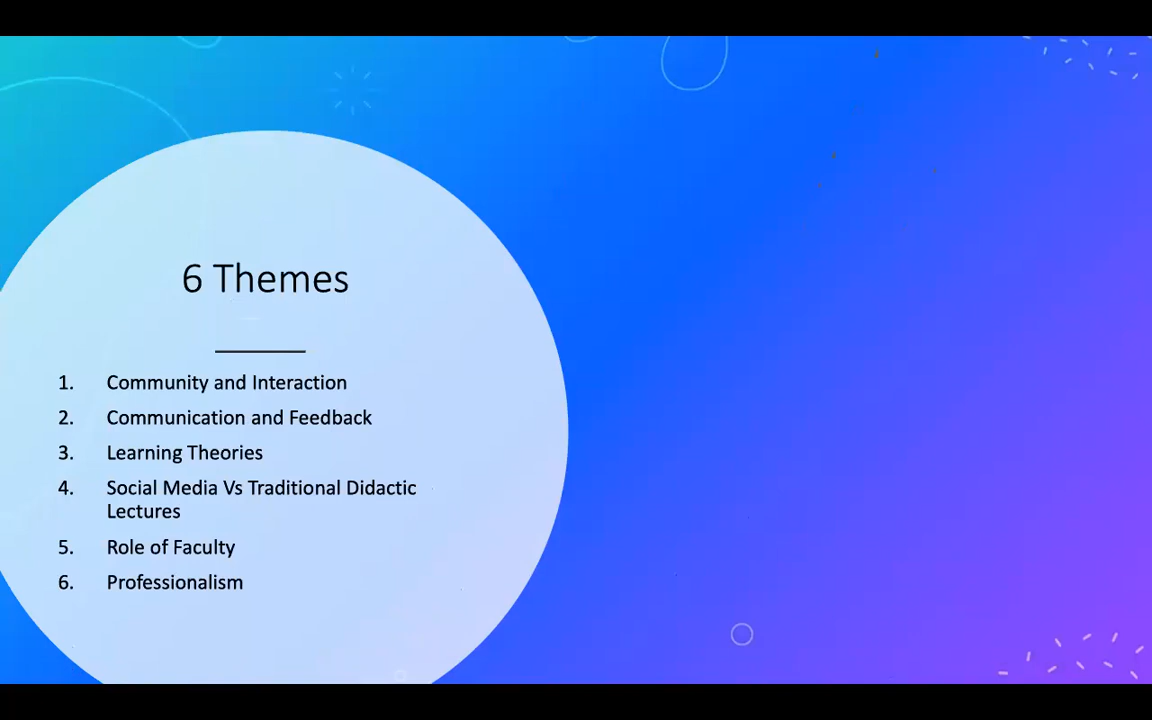 6 Themes
1. Community and Interaction
2. Communication and Feedback
3. Learning Theories
4. Social Media Vs Traditional Didactic
Lectures
5. Role of Faculty
6. Professionalism